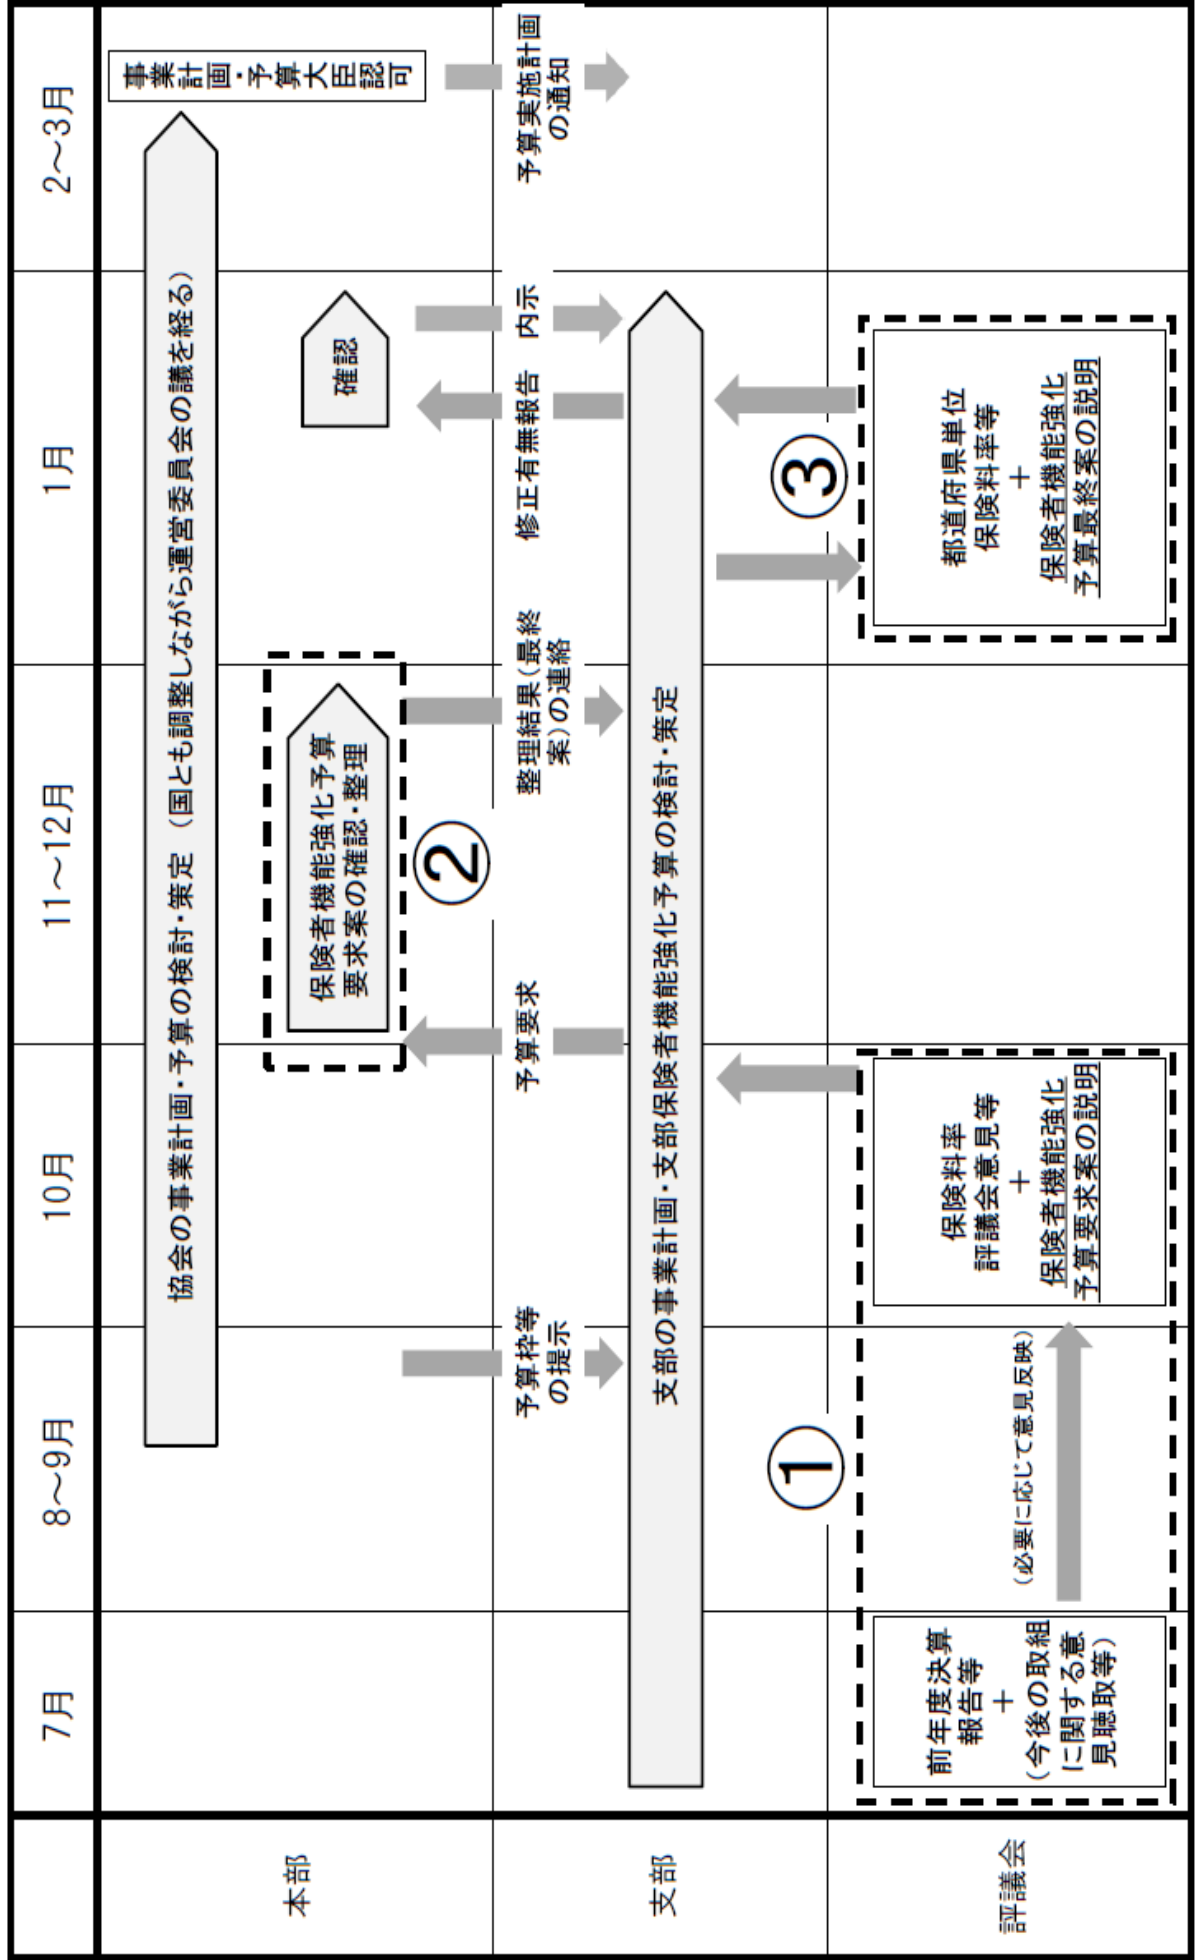 7月
8～9月
10月
11～12月
1月
2～3月
本部
協会の事業計画・予算の検討・策定 （国とも調整しながら運営委員会の議を経る）
事業計画・予算大臣認可
保険者機能強化予算
要求案の確認・整理
②
確認
予算枠等
の提示
予算要求
整理結果（最終
案）の連絡
修正有無報告
内示
予算実施計画
の通知
支部
支部の事業計画・支部保険者機能強化予算の検討・策定
①
③
評議会
前年度決算
報告等
＋
（今後の取組
に関する意
見聴取等）
（必要に応じて意見反映）
保険料率
評議会意見等
＋
保険者機能強化
予算要求案の説明
都道府県単位
保険料率等
＋
保険者機能強化
予算最終案の説明